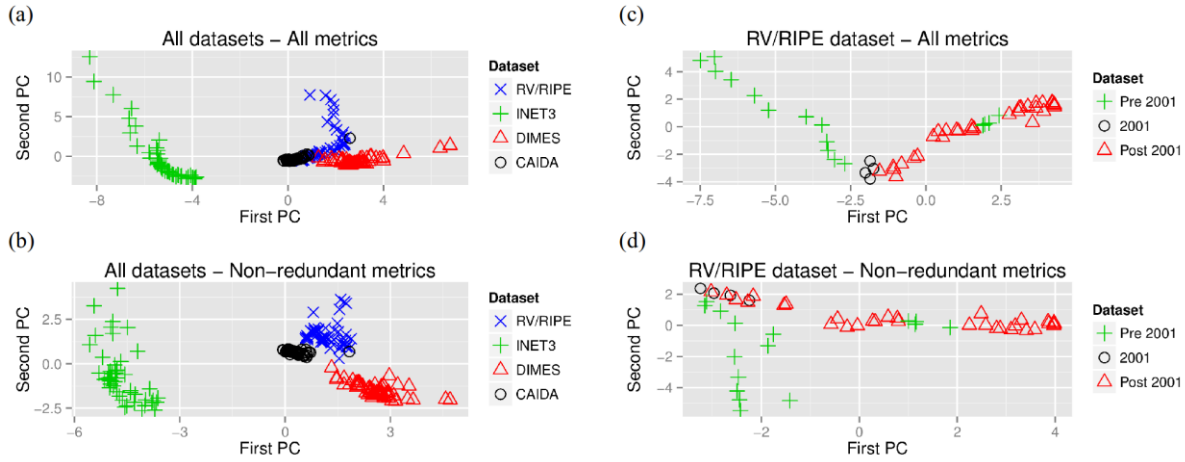 (a)
All datasets − All metrics
Second PC
10
5
0
−8
−4
0
4
First PC
Dataset
RV/RIPE
INET3
DIMES
CAIDA
(c)
RV/RIPE dataset − All metrics
Second PC
4
2
0
−2
−4
−7.5
−5.0
−2.5
0.0
2.5
First PC
Dataset
Pre 2001
2001
Post 2001
(b)
All datasets − Non−redundant metrics
Second PC
2.5
0.0
−2.5
−6
−3
0
3
First PC
Dataset
RV/RIPE
INET3
DIMES
CAIDA
(d)
RV/RIPE dataset − Non−redundant metrics
Second PC
2
0
−2
−4
−2
0
2
4
First PC
Dataset
Pre 2001
2001
Post 2001